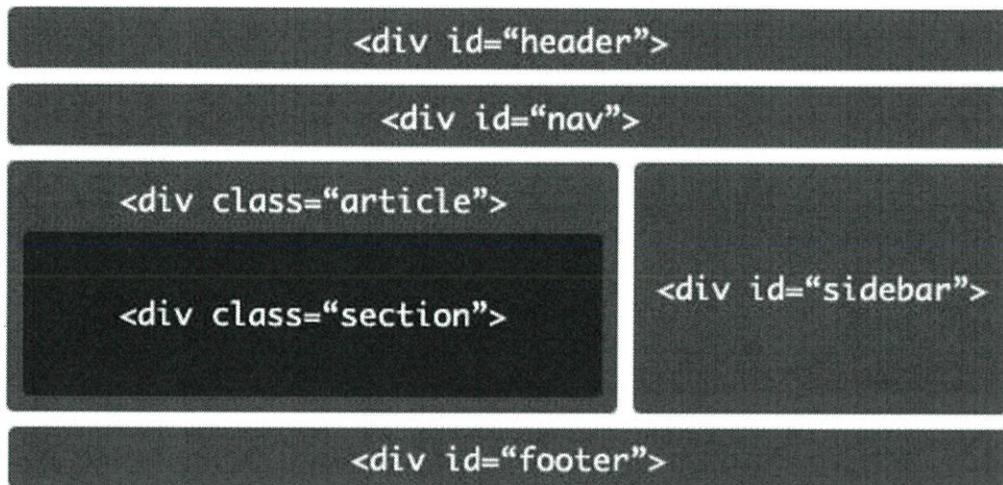 <div id=“header”>
<div id=“nav”>
<div class=“article”>
<div class=“section”>
<div id=“sidebar”>
<div id=“footer”>